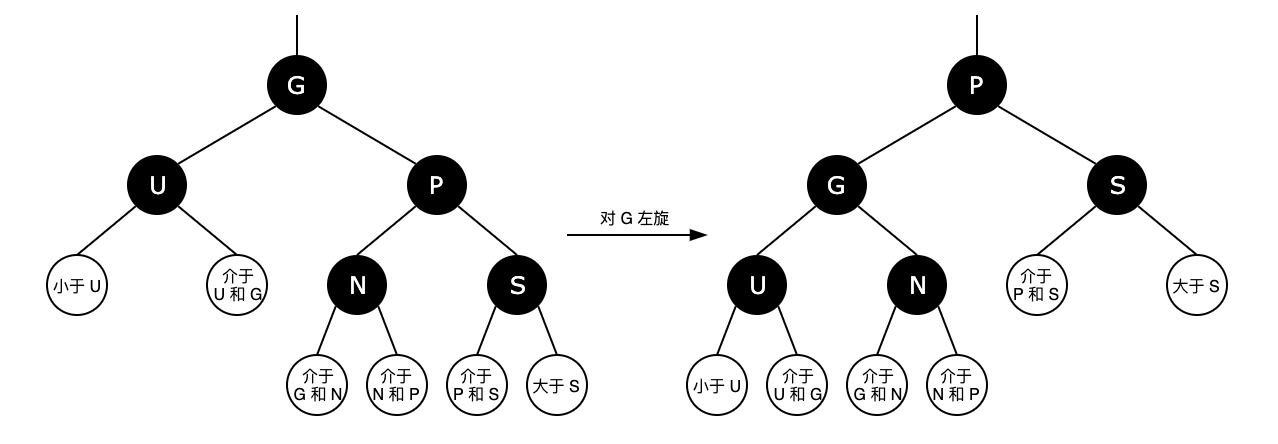 G
P
U
P
对 G 左旋
G
S
小于 U
介于
U 和 G
N
S
U
N
介于
P 和 S
大于 S
介于
G 和 N
介于
N 和 P
介于
P 和 S
大于 S
小于 U
介于
U 和 G
介于
G 和 N
介于
N 和 P